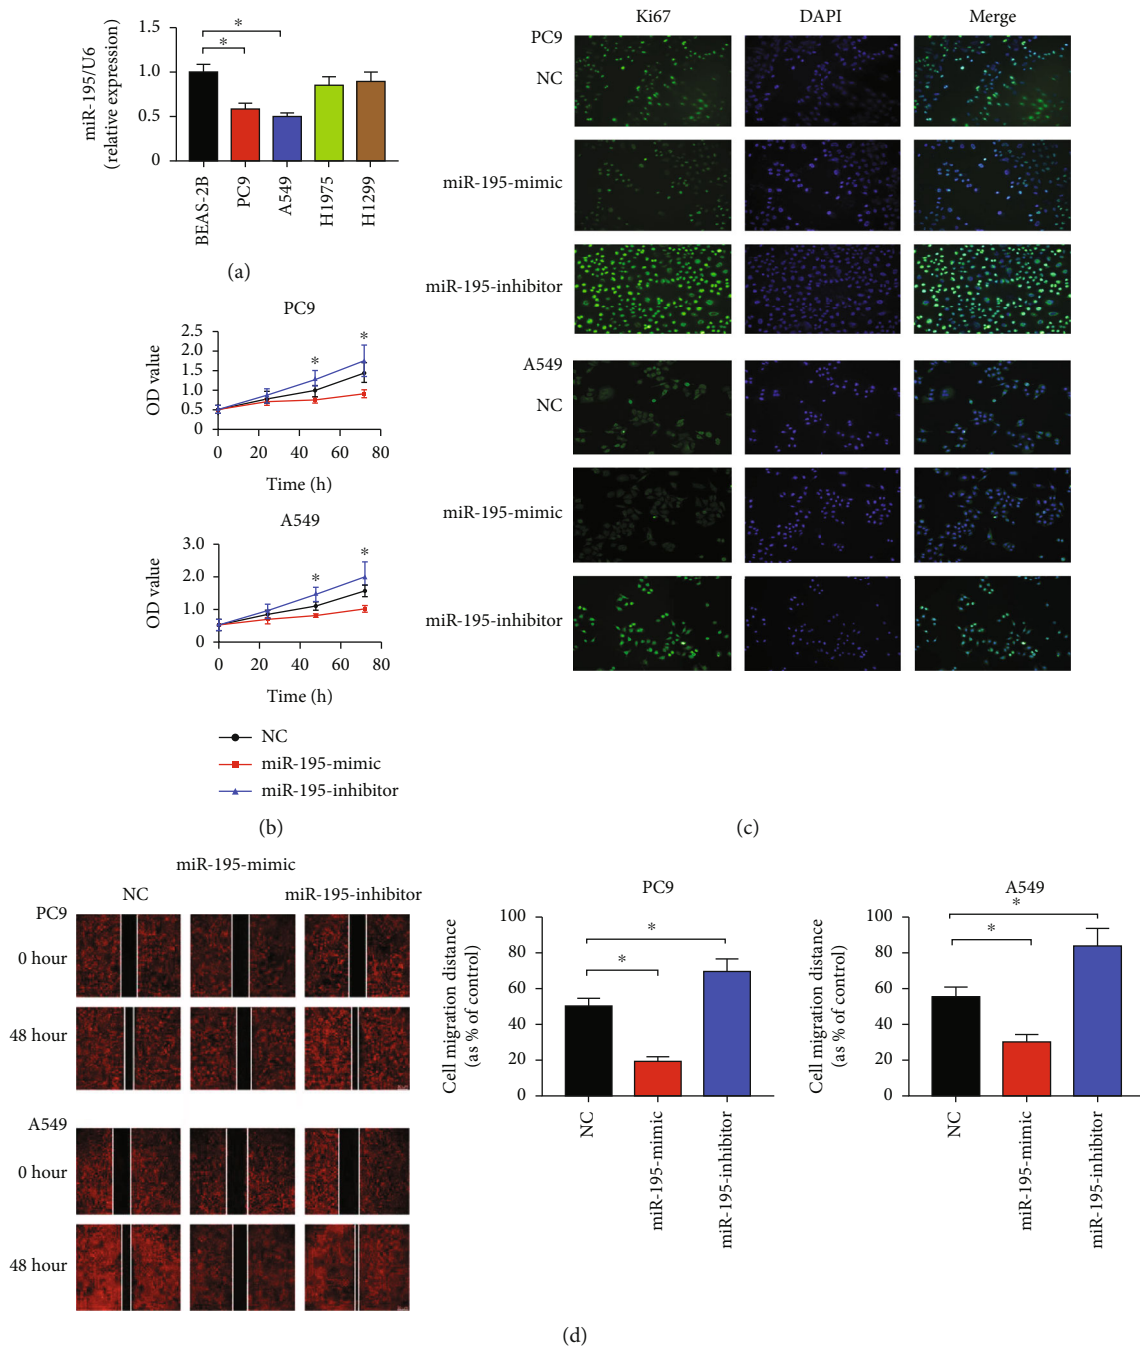 miR-195/U6
(relative expression)
1.5
1.0
0.5
0
*
*
BEAS-2B
PC9
A549
H1975
H1299
(a)
PC9
OD value
2.5
2.0
1.5
1.0
0.5
0
*
*
0 20 40 60 80
Time (h)
A549
OD value
3.0
2.0
1.0
0
*
*
0 20 40 60 80
Time (h)
NC
miR-195-mimic
miR-195-inhibitor
(b)
Ki67 DAPI Merge
PC9
NC
miR-195-mimic
miR-195-inhibitor
A549
NC
miR-195-mimic
miR-195-inhibitor
(c)
miR-195-mimic
NC miR-195-inhibitor
PC9
0 hour
48 hour
A549
0 hour
48 hour
PC9
Cell migration distance
(as % of control)
100
80
60
40
20
0
*
*
NC
miR-195-mimic
miR-195-inhibitor
A549
Cell migration distance
(as % of control)
100
80
60
40
20
0
*
*
NC
miR-195-mimic
miR-195-inhibitor
(d)